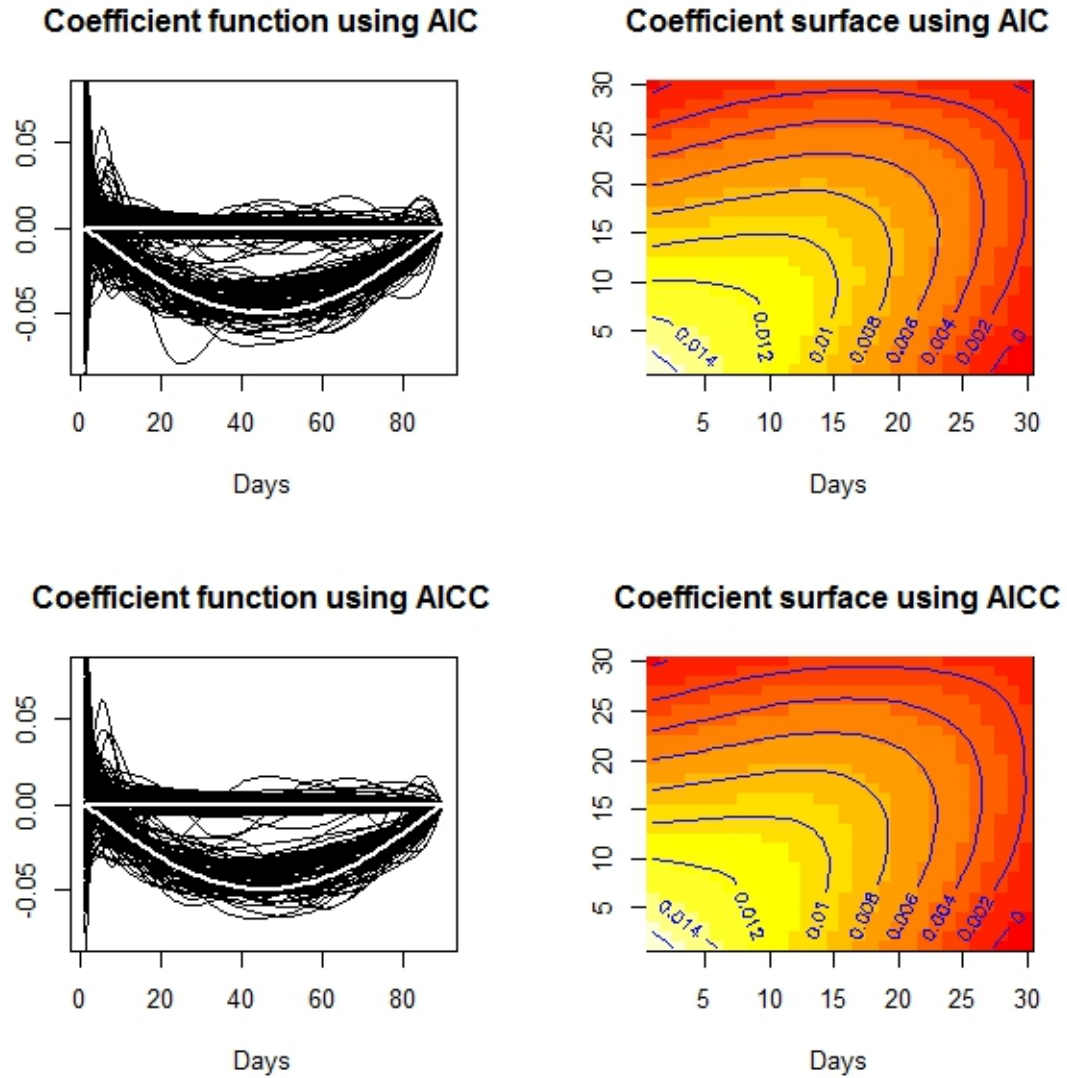 Coefficient function using AIC
0.05
0.00
-0.05
0 20 40 60 80
Days
Coefficient surface using AIC
30
25
20
15
10
5
0.014
0.012
0.01
0.008
0.006
0.004
0.002
0
5 10 15 20 25 30
Days
Coefficient function using AICC
0.05
0.00
-0.05
0 20 40 60 80
Days
Coefficient surface using AICC
30
25
20
15
10
5
0.014
0.012
0.01
0.008
0.006
0.004
0.002
0
5 10 15 20 25 30
Days